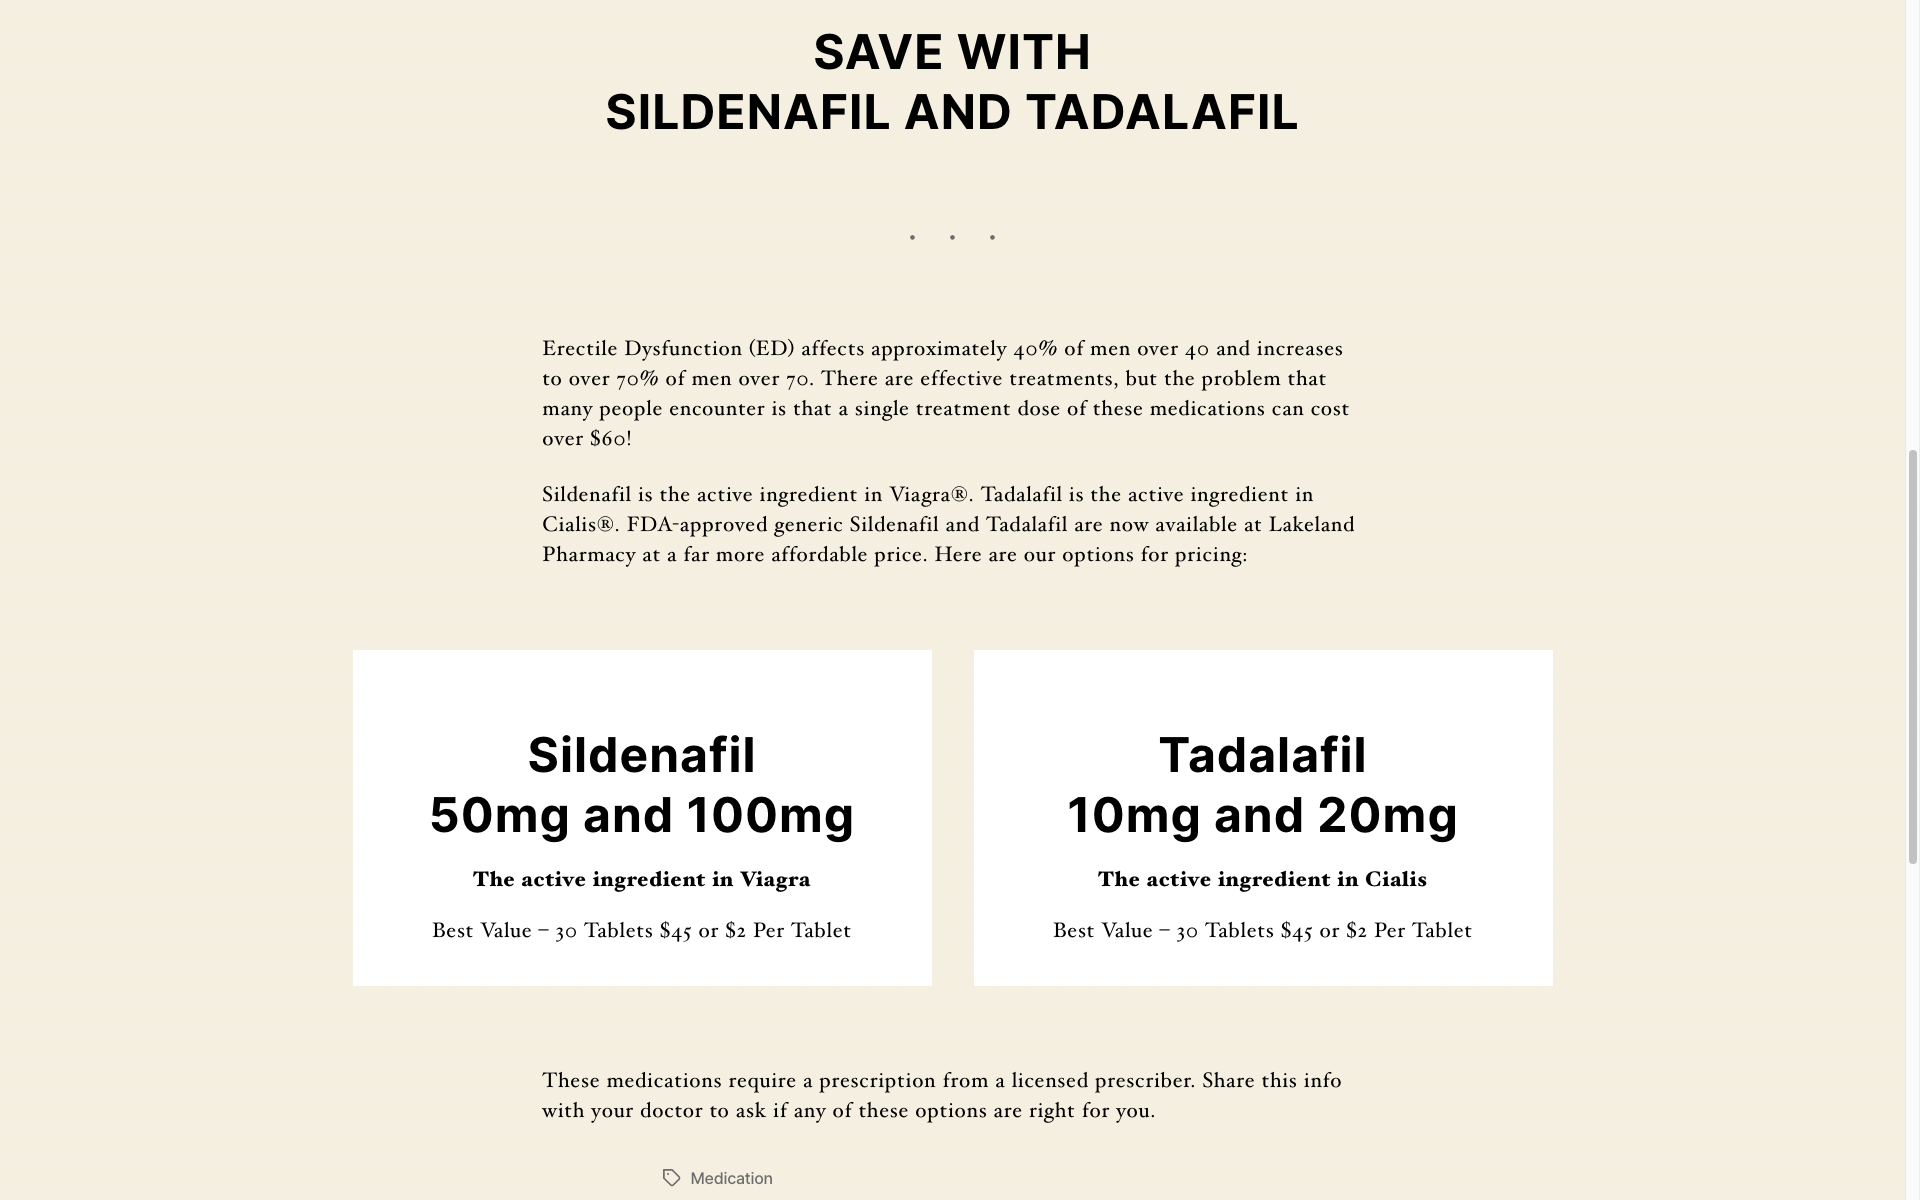 SAVE WITH
SILDENAFIL AND TADALAFIL
. . .
Erectile Dysfunction (ED) affects approximately 40% of men over 40 and increases
to over 70% of men over 70. There are effective treatments, but the problem that
many people encounter is that a single treatment dose of these medications can cost
over $60!
Sildenafil is the active ingredient in Viagra®. Tadalafil is the active ingredient in
Cialis®. FDA-approved generic Sildenafil and Tadalafil are now available at Lakeland
Pharmacy at a far more affordable price. Here are our options for pricing:
Sildenafil
50mg and 100mg
The active ingredient in Viagra
Best Value – 30 Tablets $45 or $2 Per Tablet
Tadalafil
10mg and 20mg
The active ingredient in Cialis
Best Value – 30 Tablets $45 or $2 Per Tablet
These medications require a prescription from a licensed prescriber. Share this info
with your doctor to ask if any of these options are right for you.
Medication